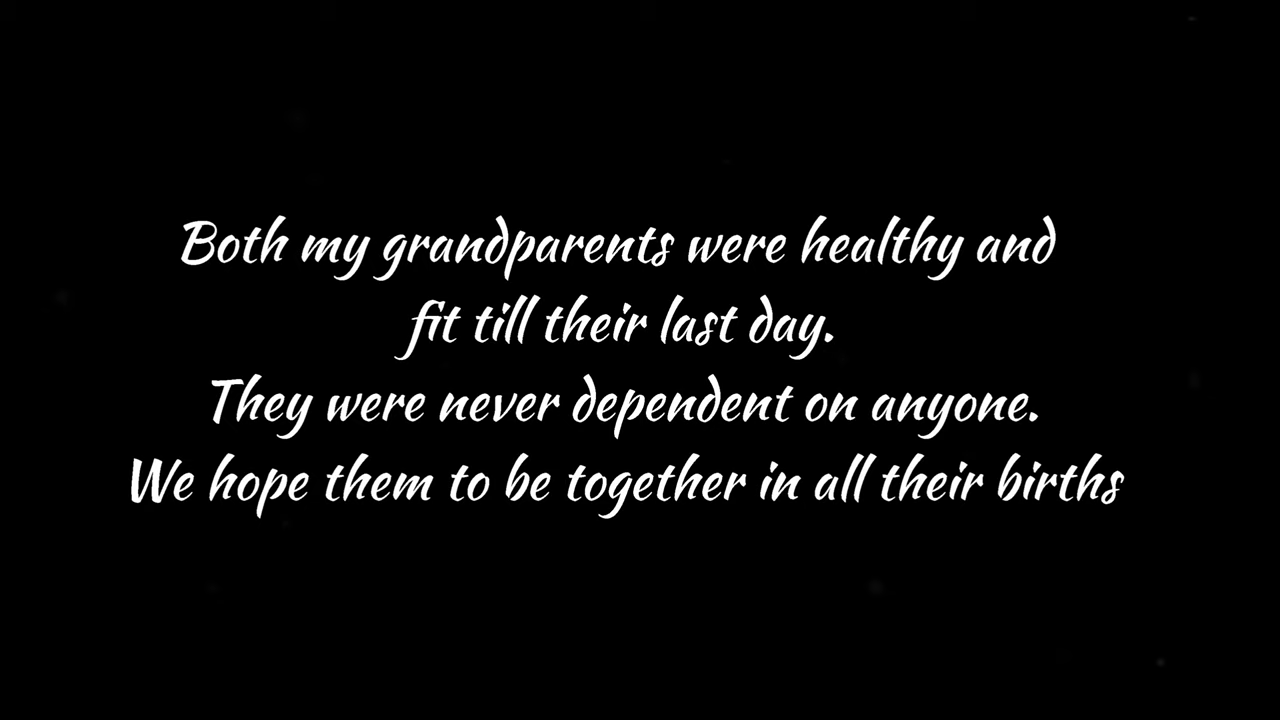 Both my grandparents were healthy and
fit till their last day.
They were never dependent on anyone.
We hope them to be together in all their births